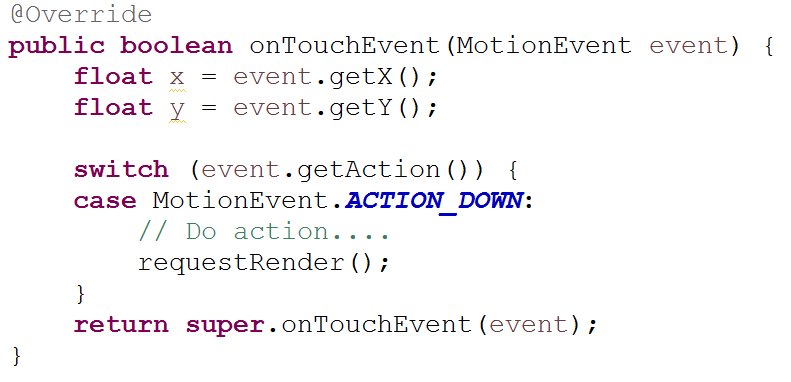 @Override
public boolean onTouchEvent(MotionEvent event) {
    float x = event.getX();
    float y = event.getY();

    switch (event.getAction()) {
    case MotionEvent.ACTION_DOWN:
        // Do action....
        requestRender();
    }
    return super.onTouchEvent(event);
}